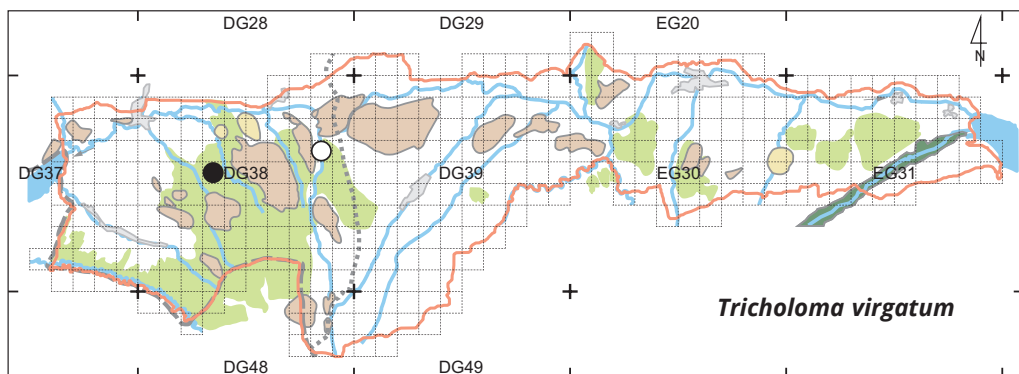 DG28 DG29 EG20
N
DG37 DG38 DG39 EG30 EG31
Tricholoma virgatum
DG48 DG49